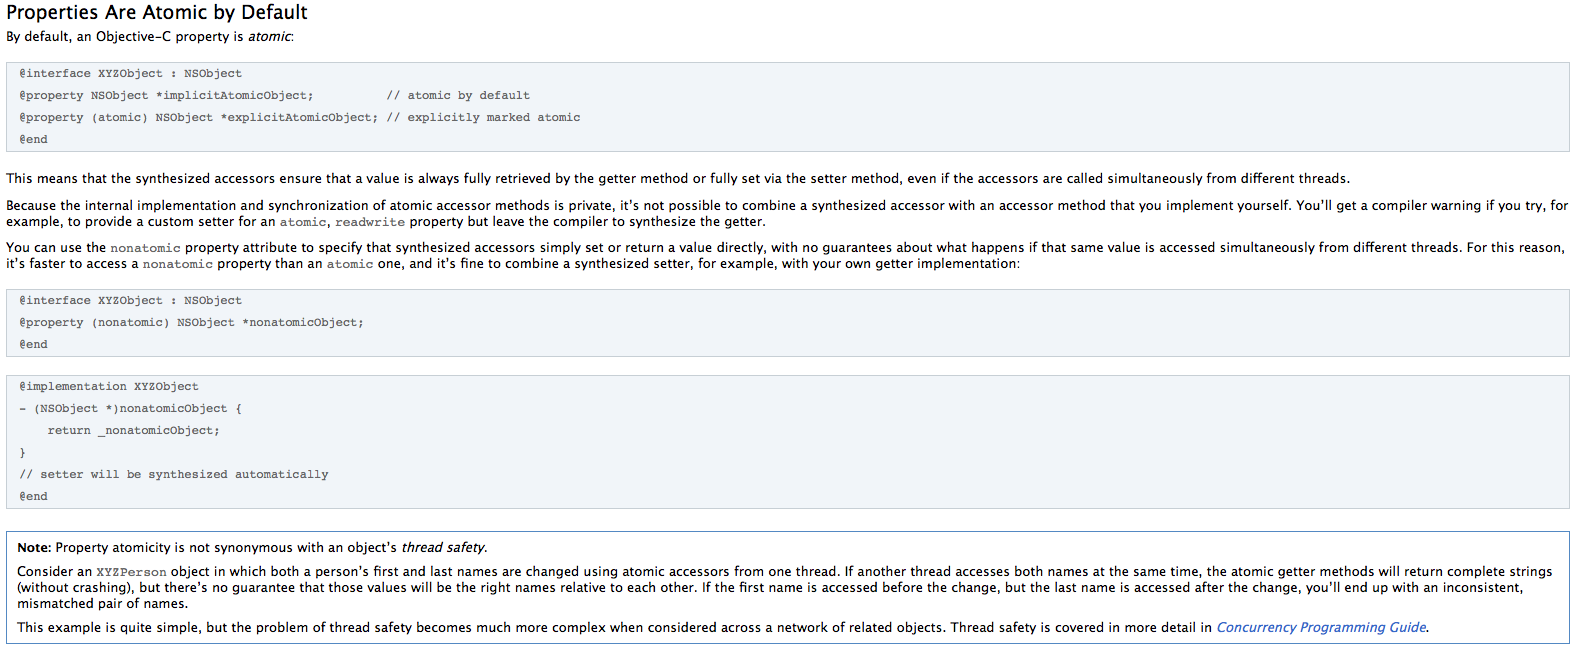 Properties Are Atomic by Default
By default, an Objective-C property is atomic:
@interface XYZObject : NSObject
@property NSObject *implicitAtomicObject;          // atomic by default
@property (atomic) NSObject *explicitAtomicObject; // explicitly marked atomic
@end
This means that the synthesized accessors ensure that a value is always fully retrieved by the getter method or fully set via the setter method, even if the accessors are called simultaneously from different threads.
Because the internal implementation and synchronization of atomic accessor methods is private, it’s not possible to combine a synthesized accessor with an accessor method that you implement yourself. You’ll get a compiler warning if you try, for
example, to provide a custom setter for an atomic, readwrite property but leave the compiler to synthesize the getter.
You can use the nonatomic property attribute to specify that synthesized accessors simply set or return a value directly, with no guarantees about what happens if that same value is accessed simultaneously from different threads. For this reason,
it’s faster to access a nonatomic property than an atomic one, and it’s fine to combine a synthesized setter, for example, with your own getter implementation:
@interface XYZObject : NSObject
@property (nonatomic) NSObject *nonatomicObject;
@end
@implementation XYZObject
- (NSObject *)nonatomicObject {
    return _nonatomicObject;
}
// setter will be synthesized automatically
@end
Note: Property atomicity is not synonymous with an object’s thread safety.
Consider an XYZPerson object in which both a person’s first and last names are changed using atomic accessors from one thread. If another thread accesses both names at the same time, the atomic getter methods will return complete strings
(without crashing), but there’s no guarantee that those values will be the right names relative to each other. If the first name is accessed before the change, but the last name is accessed after the change, you’ll end up with an inconsistent,
mismatched pair of names.
This example is quite simple, but the problem of thread safety becomes much more complex when considered across a network of related objects. Thread safety is covered in more detail in Concurrency Programming Guide.